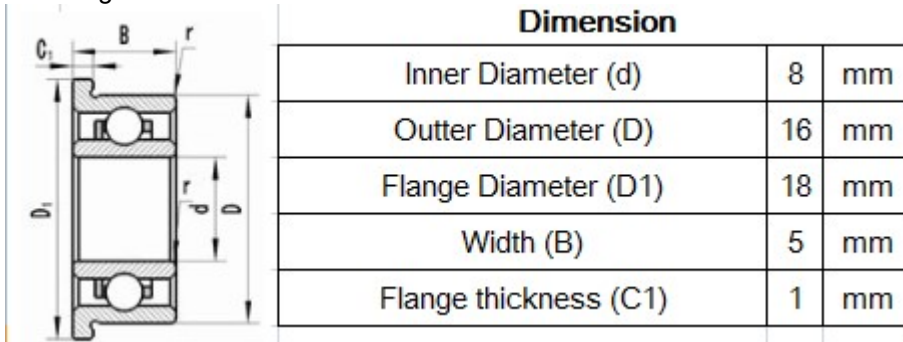 Dimension
Inner Diameter (d) 8 mm
Outter Diameter (D) 16 mm
Flange Diameter (D1) 18 mm
Width (B) 5 mm
Flange thickness (C1) 1 mm
C₁
B
r
D₁
r
d
D